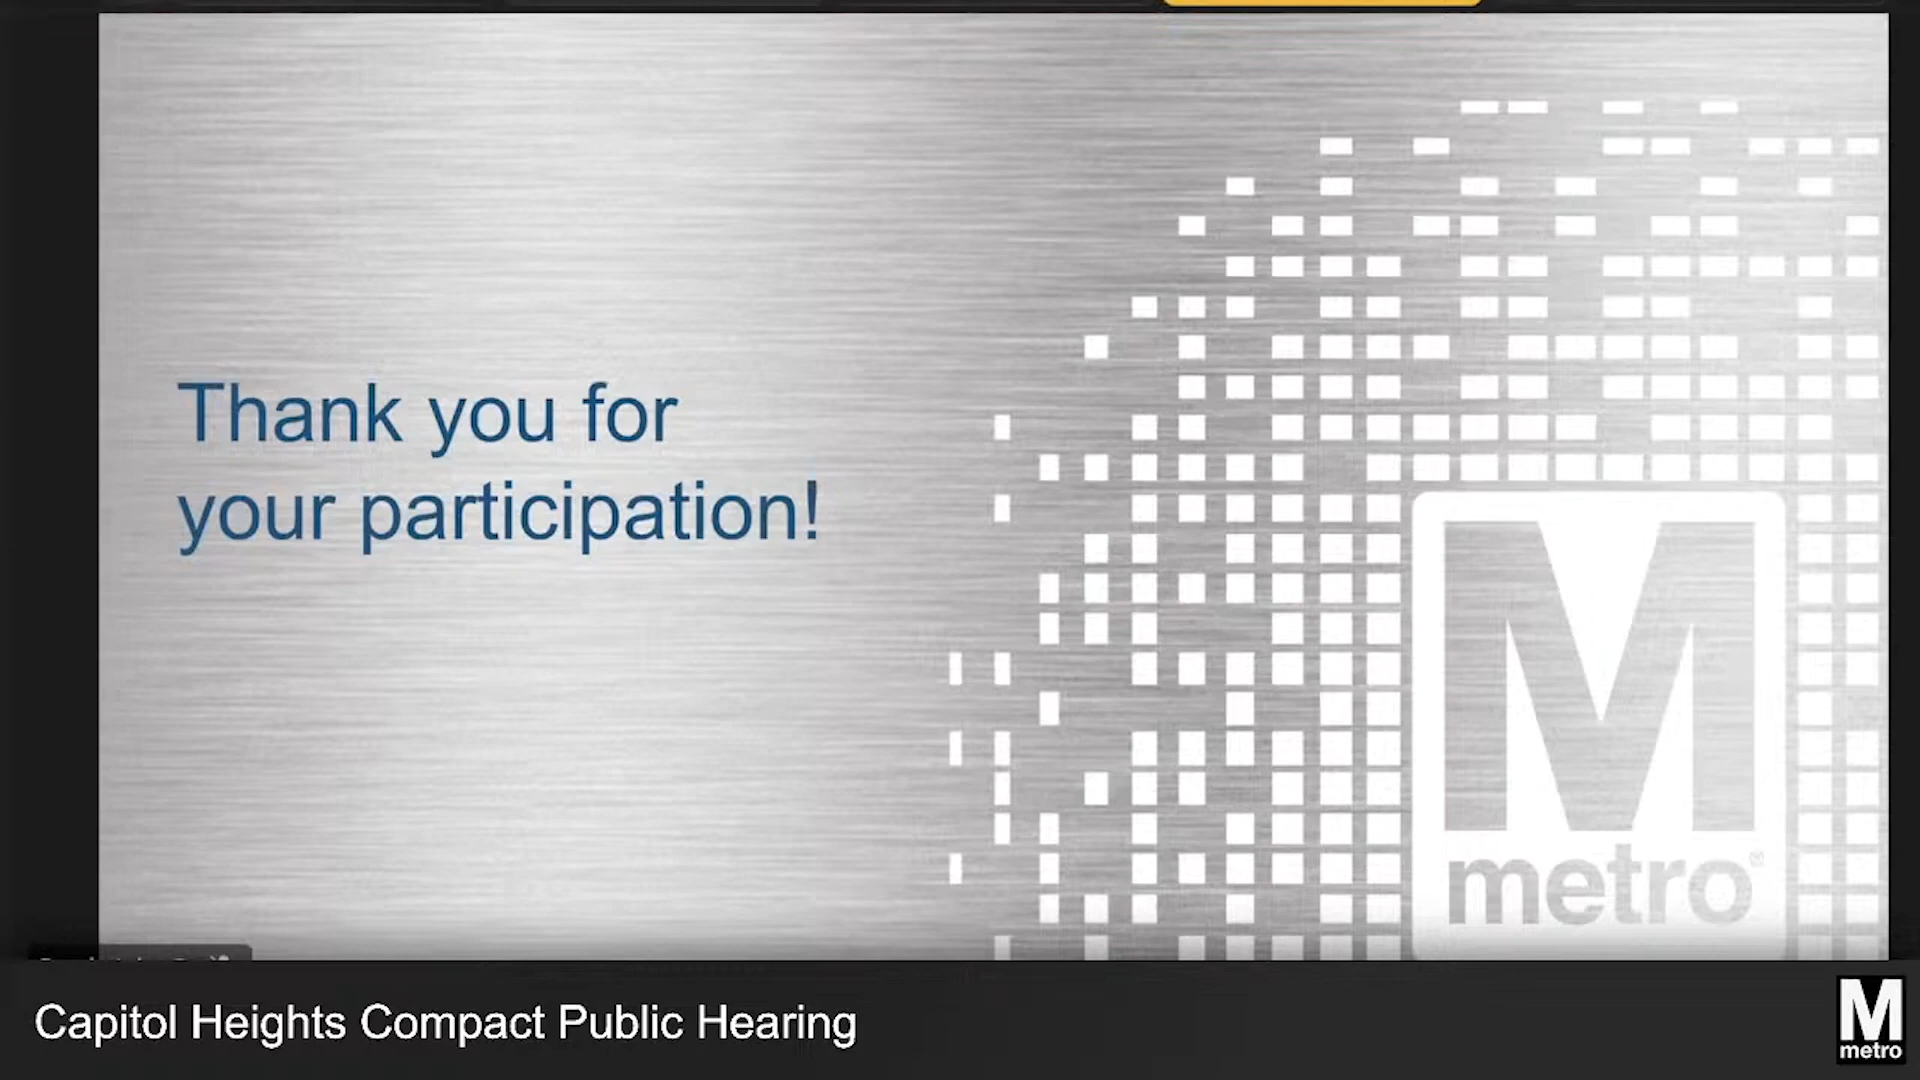 Thank you for
your participation!
M
metro
Capitol Heights Compact Public Hearing
M
metro